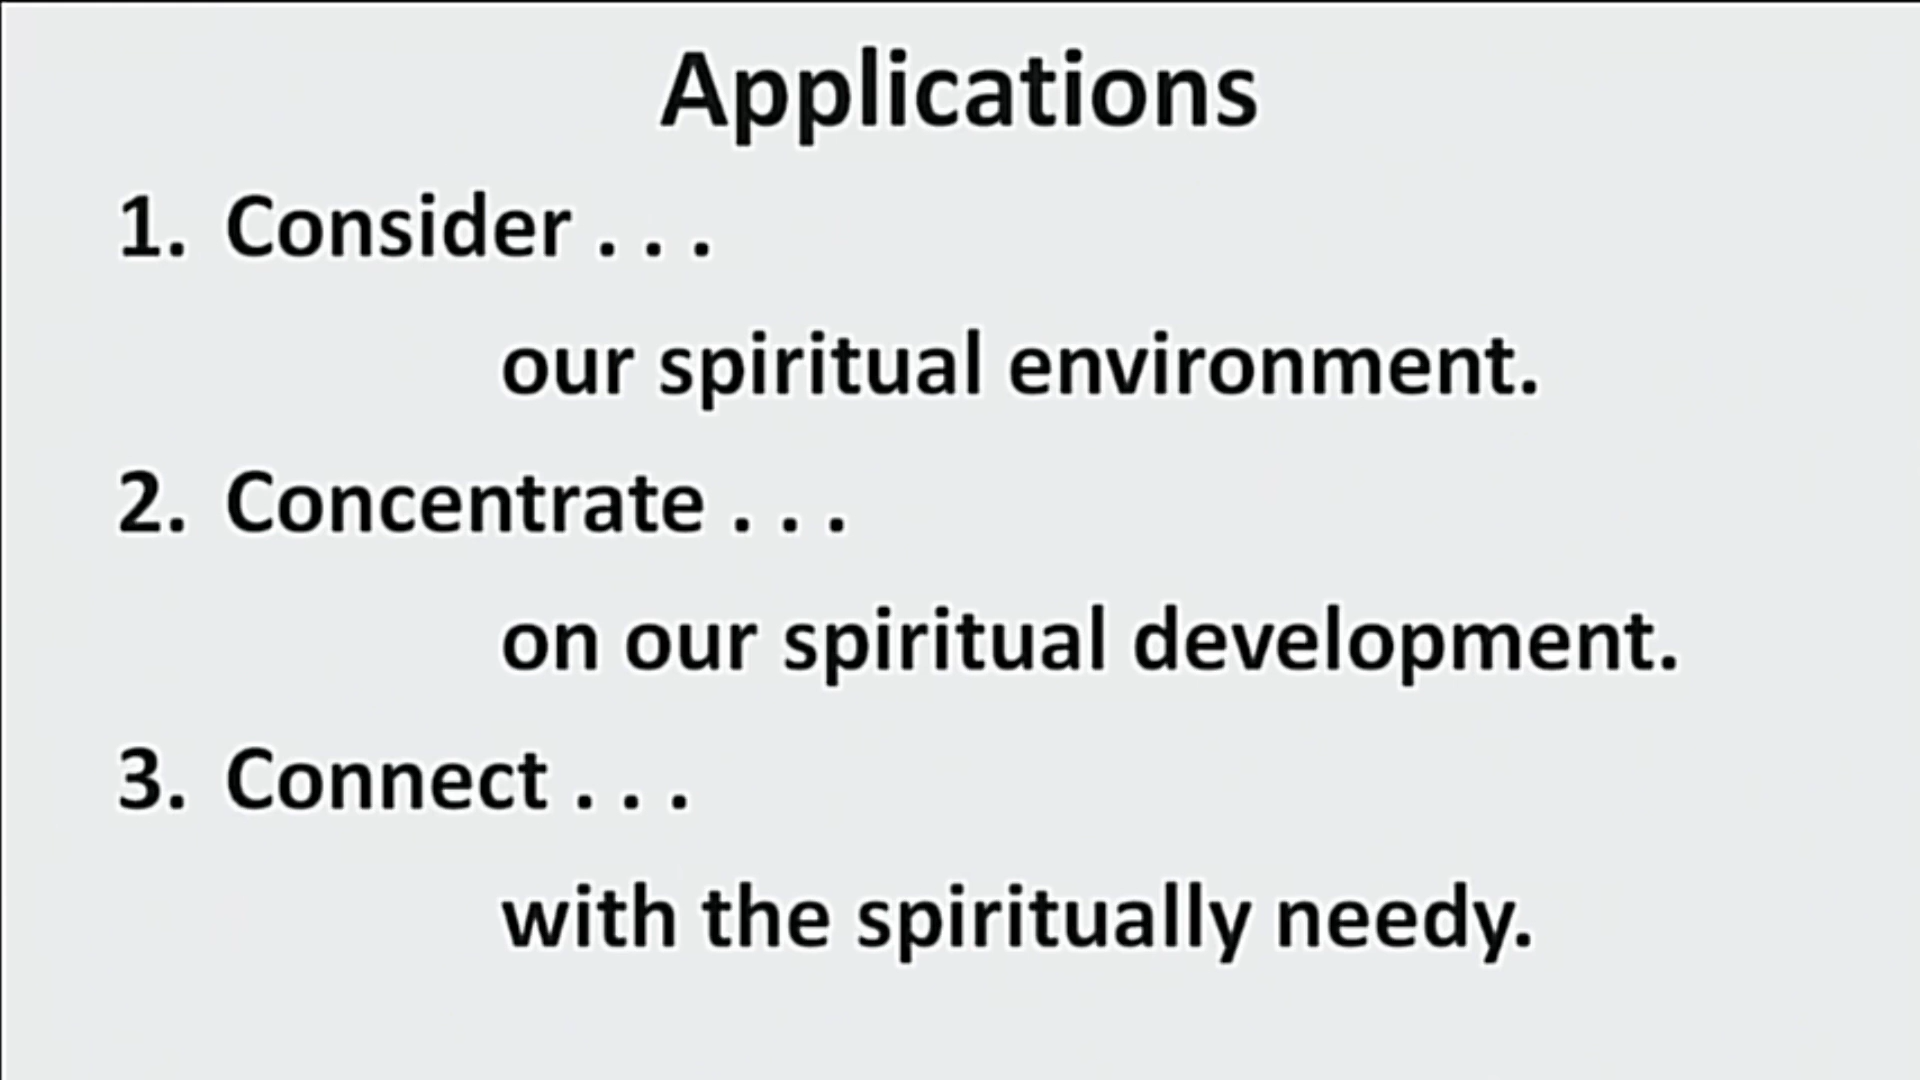 Applications
1. Consider . . .
our spiritual environment.
2. Concentrate . . .
on our spiritual development.
3. Connect . . .
with the spiritually needy.